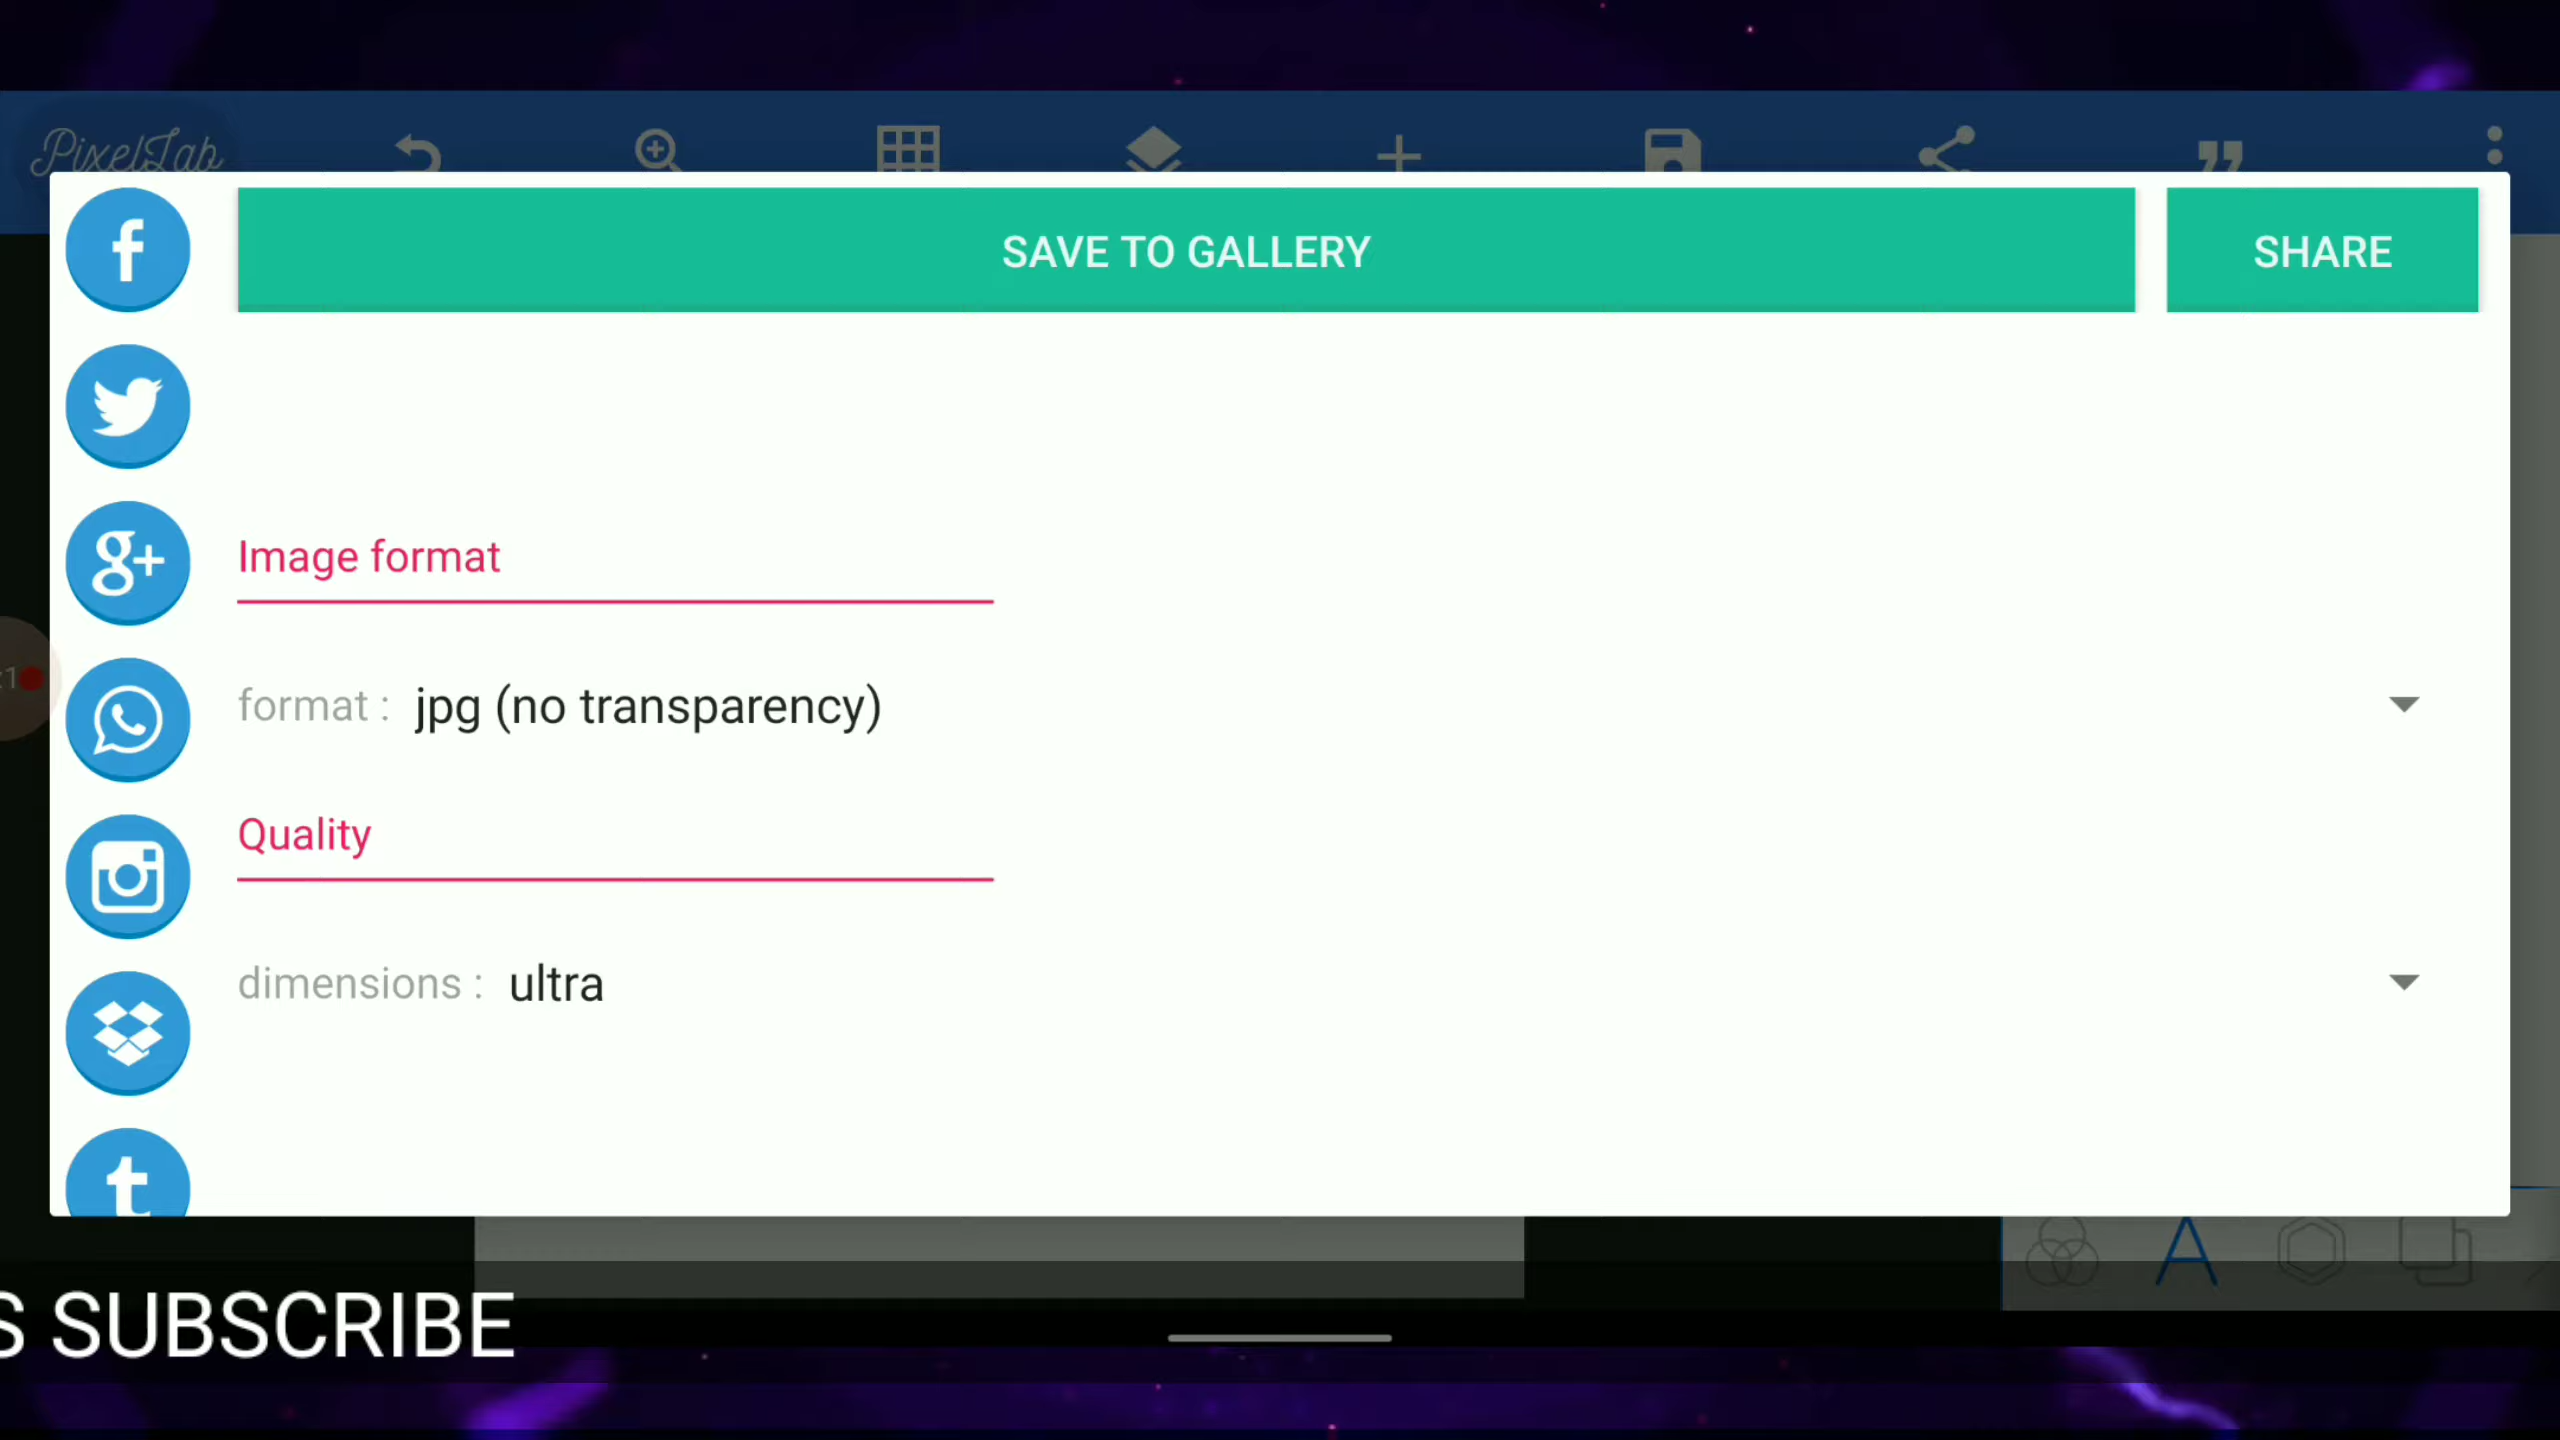 PixelLab
SAVE TO GALLERY
SHARE
Image format
format : jpg (no transparency)
Quality
dimensions : ultra
S SUBSCRIBE